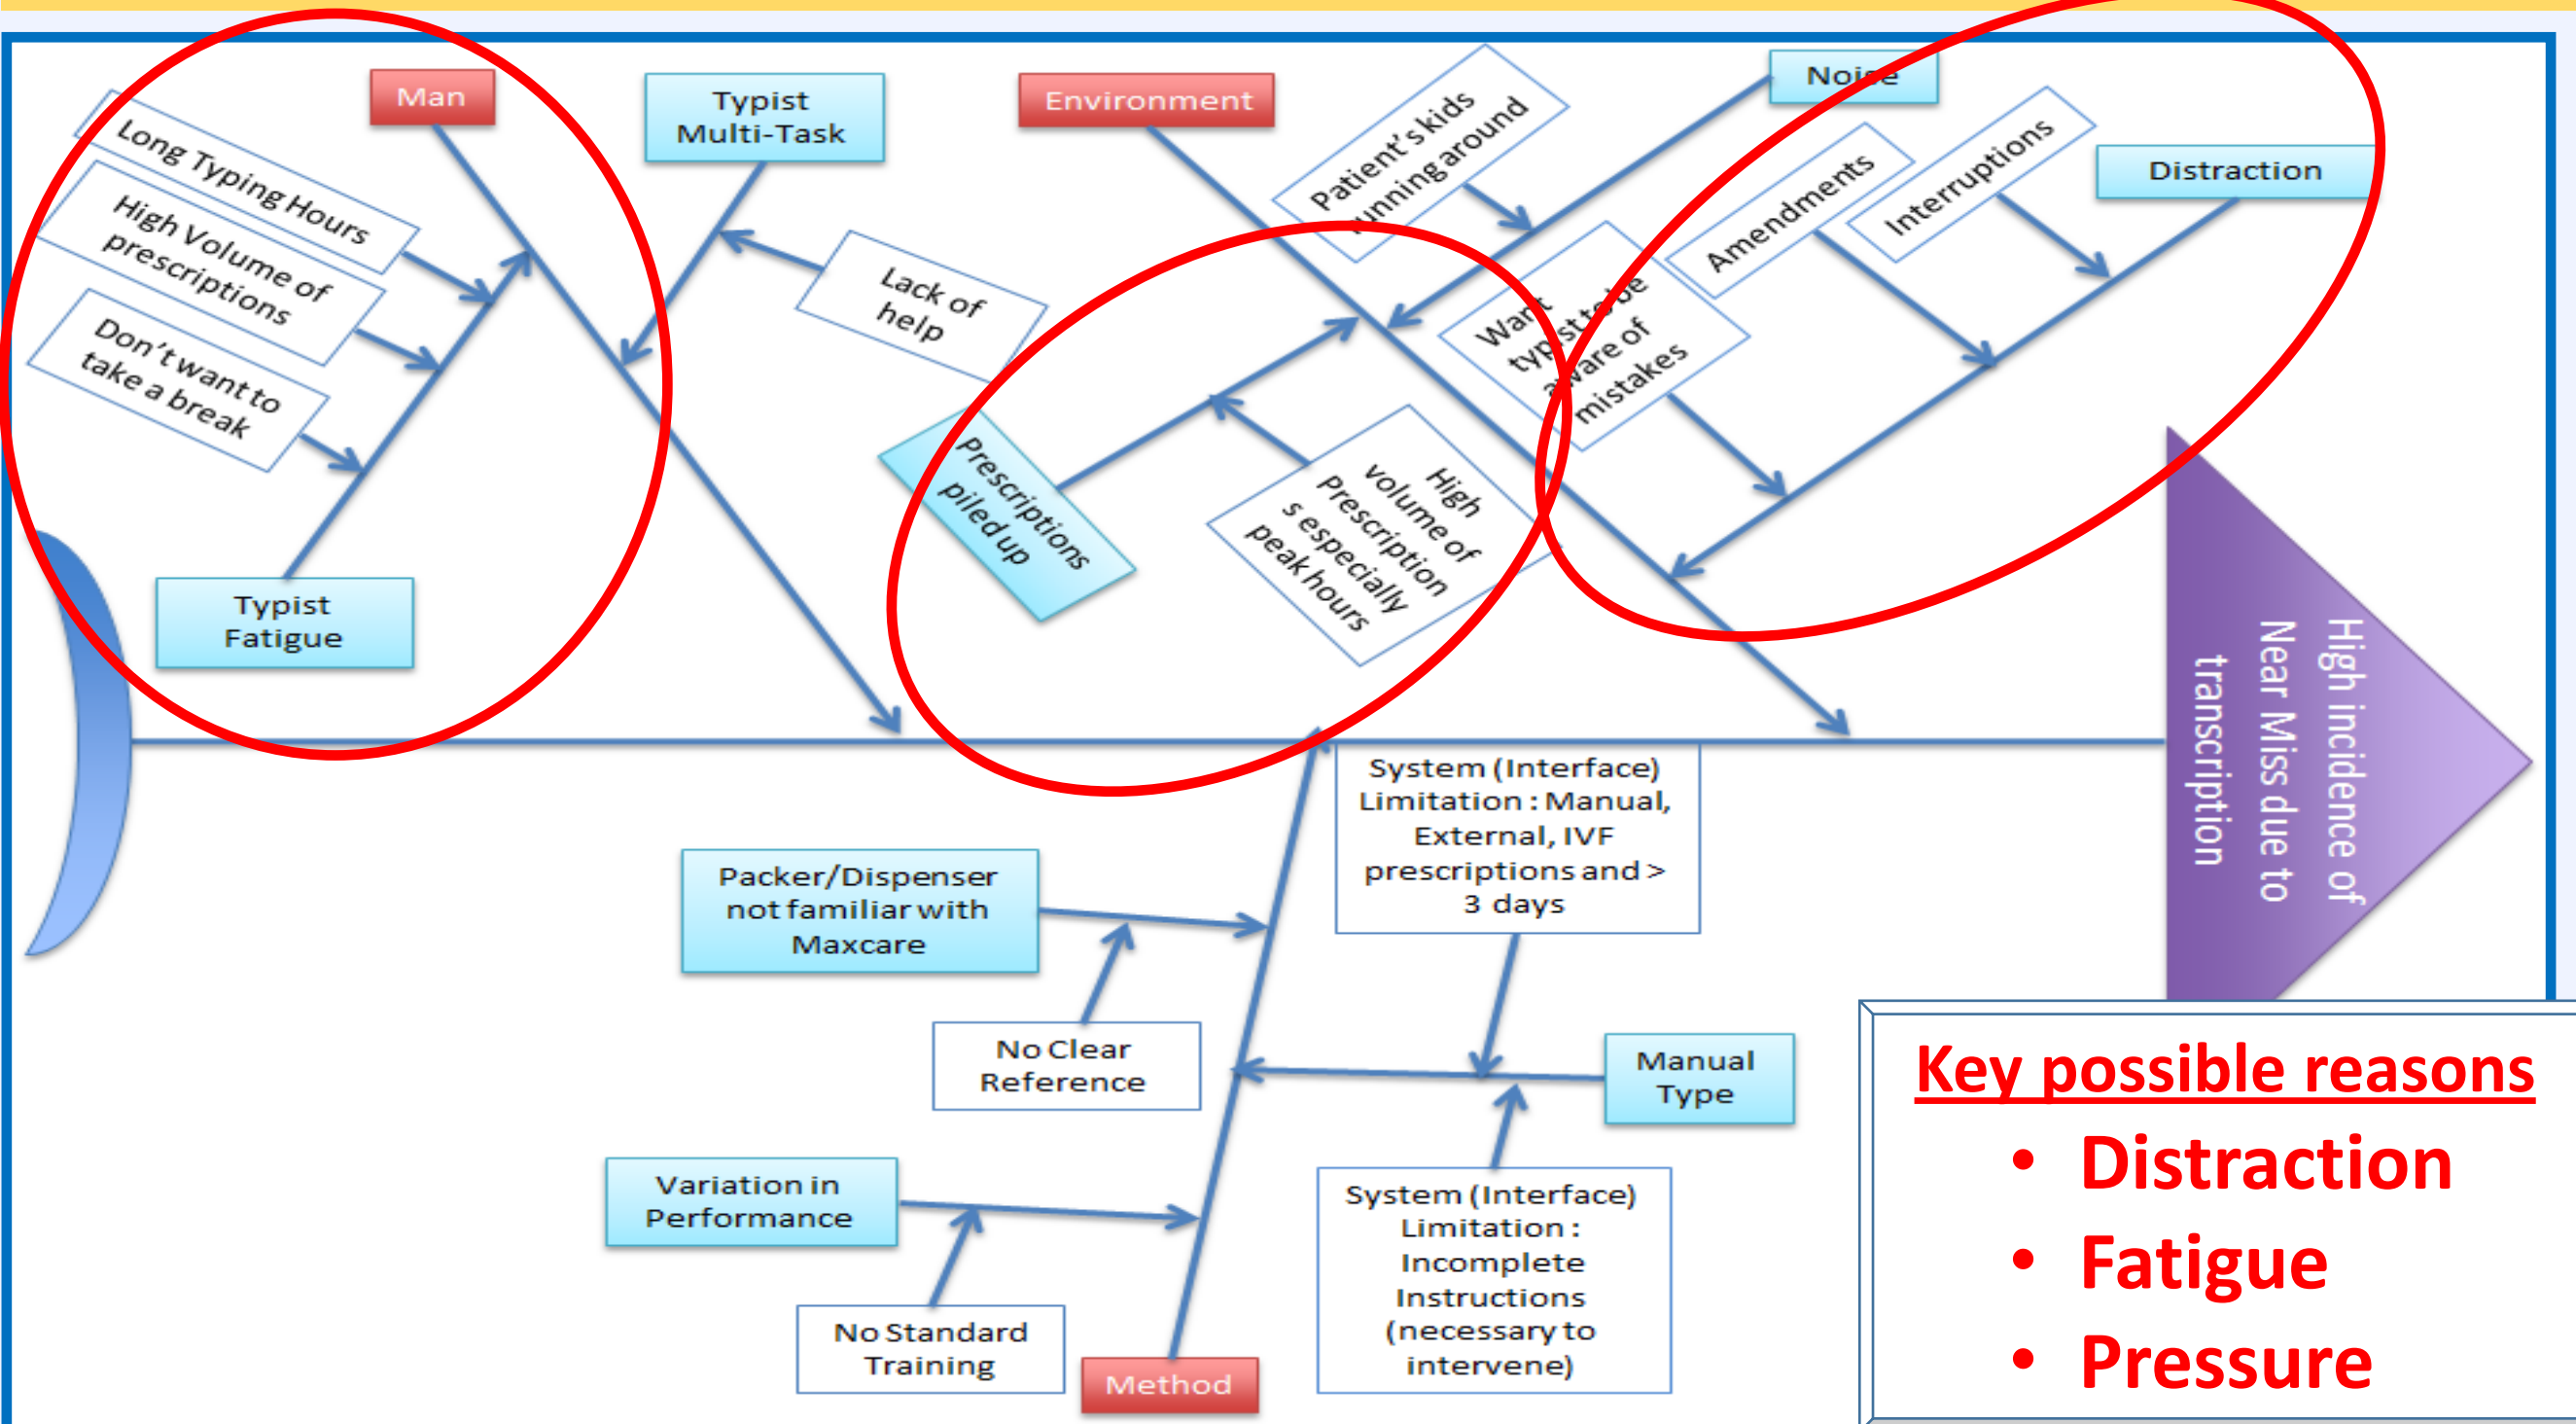 Man
Long Typing Hours
High Volume of
prescriptions
Don't want to
take a break
Typist
Fatigue
Typist
Multi-Task
Lack of
help
Environment
Patient's kids
running around
Noise
Prescriptions
piled up
High
volume of
Prescription
s especially
peak hours
Want
typist to be
aware of
mistakes
Amendments
Interruptions
Distraction
High incidence of
Near Miss due to
transcription
System (Interface)
Limitation : Manual,
External, IVF
prescriptions and >
3 days
Packer/Dispenser
not familiar with
Maxcare
No Clear
Reference
Manual
Type
Variation in
Performance
No Standard
Training
System (Interface)
Limitation :
Incomplete
Instructions
(necessary to
intervene)
Method
Key possible reasons
• Distraction
• Fatigue
• Pressure